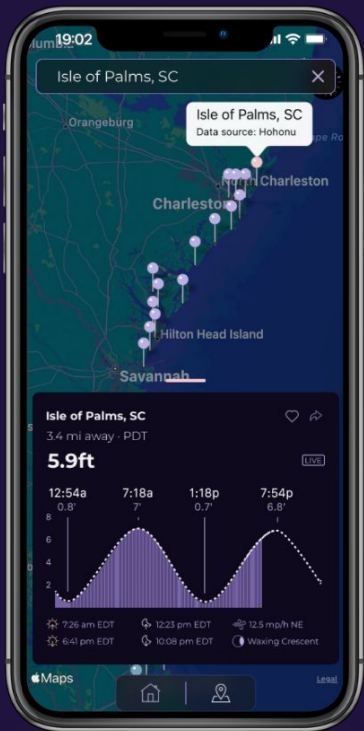 19:02
Isle of Palms, SC
Isle of Palms, SC
Data source: Hohonu
Orangeburg
North Charleston
Charleston
Hilton Head Island
Savannah
Isle of Palms, SC
3.4 mi away · PDT
5.9ft
LIVE
12:54a 7:18a 1:18p 7:54p
0.8' 7' 0.7' 6.8'
8
6
4
2
7:26 am EDT 12:23 pm EDT 12.5 mp/h NE
6:41 pm EDT 10:08 pm EDT Waxing Crescent
Maps
Legal